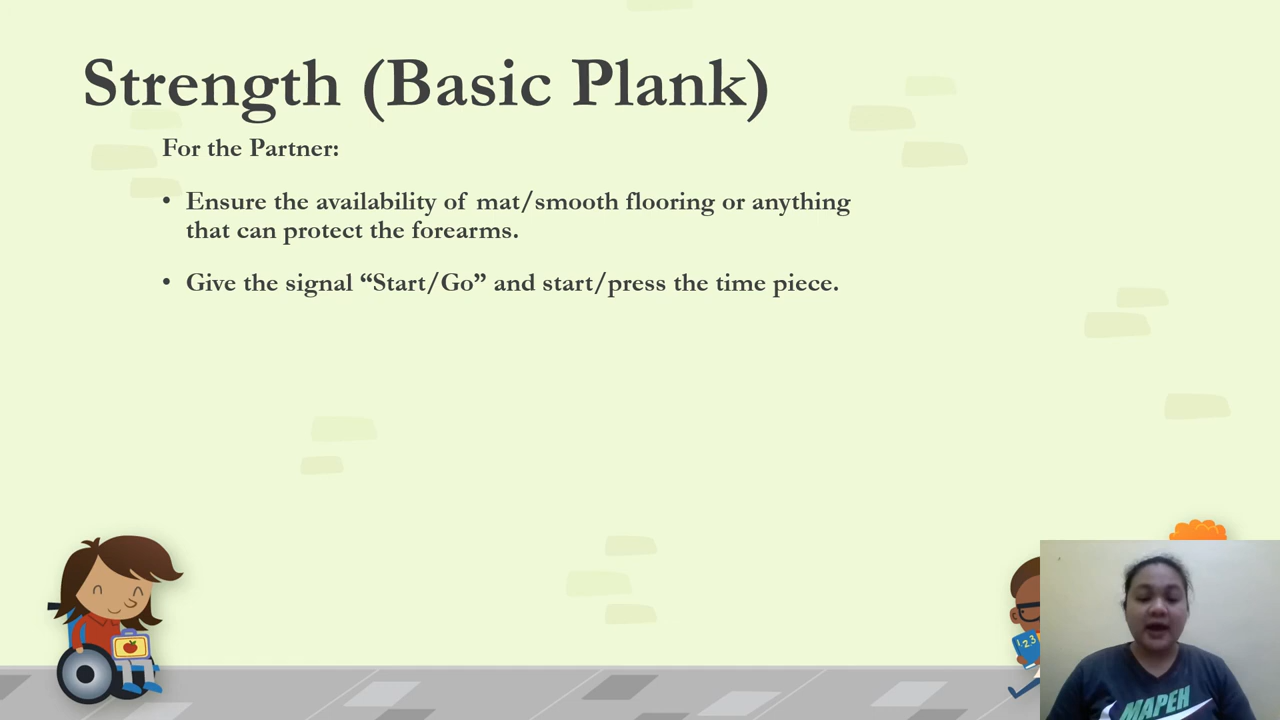 Strength (Basic Plank)
For the Partner:
• Ensure the availability of mat/smooth flooring or anything
that can protect the forearms.
• Give the signal “Start/Go” and start/press the time piece.
123
MAPEH